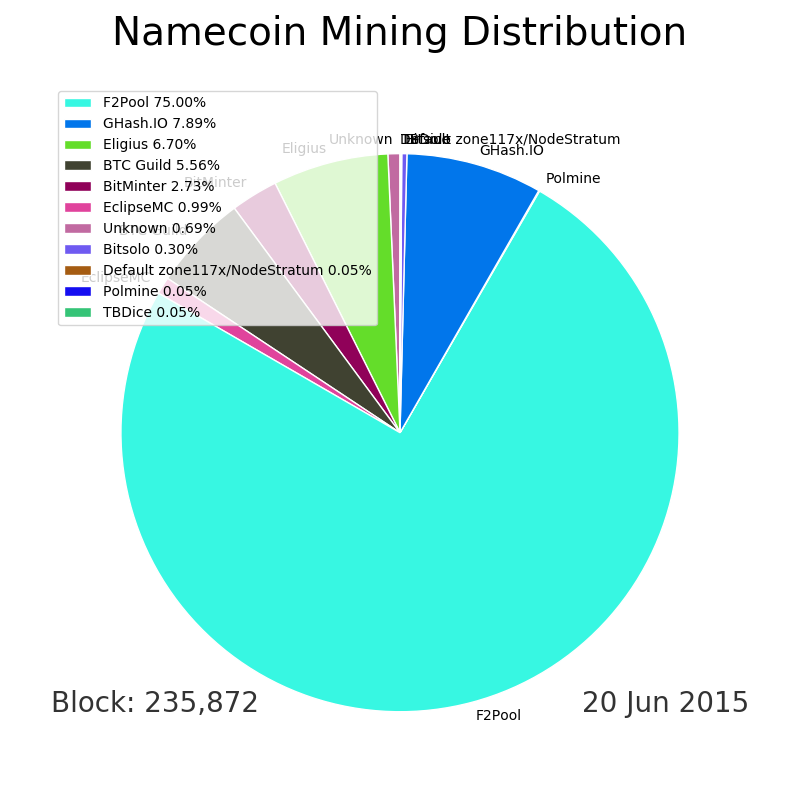 Namecoin Mining Distribution
F2Pool 75.00%
GHash.IO 7.89%
Eligius 6.70%
BTC Guild 5.56%
BitMinter 2.73%
EclipseMC 0.99%
Unknown 0.69%
Bitsolo 0.30%
Default zone117x/NodeStratum 0.05%
Polmine 0.05%
TBDice 0.05%
Unknown
zone117x/NodeStratum
Eligius
GHash.IO
BitMinter
Polmine
EclipseMC
F2Pool
Block: 235,872
20 Jun 2015